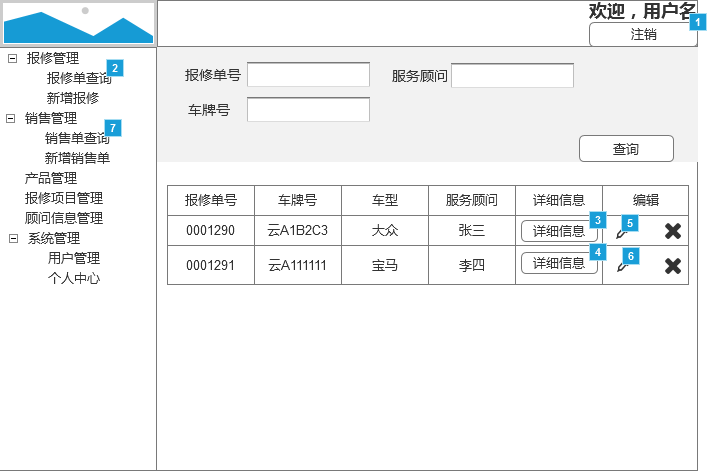 欢迎，用户名
1
注销
报修管理
报修单查询 2
新增报修
销售管理
销售单查询 7
新增销售单
产品管理
报修项目管理
顾问信息管理
系统管理
用户管理
个人中心
报修单号 服务顾问
车牌号
查询
报修单号 车牌号 车型 服务顾问 详细信息 编辑
0001290 云A1B2C3 大众 张三 详细信息 3 5
0001291 云A111111 宝马 李四 详细信息 4 6